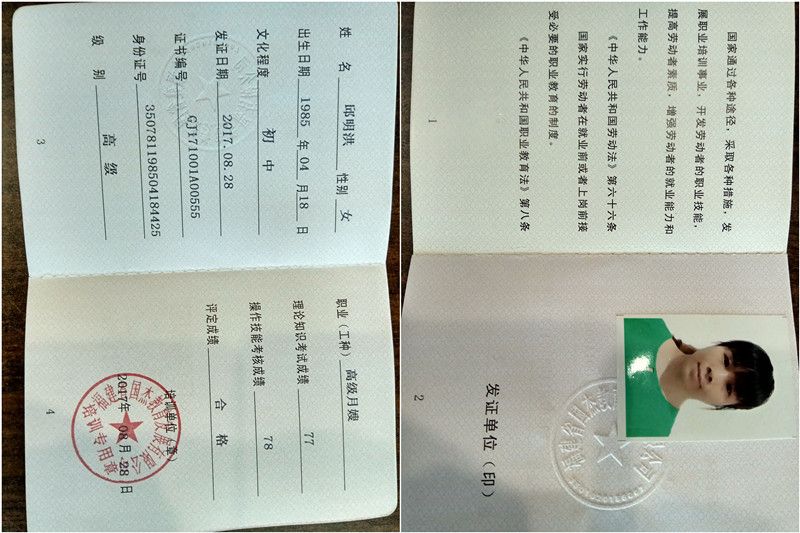 姓 名 邱明洪 性别 女
出生日期 1985 年 04 月 18 日
文化程度 初 中
发证日期 2017.08.28
证书编号 GJ171001A00555
身份证号 350781198504184425
级 别 高 级
3
职业（工种） 高级月嫂
理论知识考试成绩 77
操作技能考核成绩 78
评定成绩 合 格
培训单位（章）
2017年 08月 28日
培训专用章
4
国家通过各种途径，采取各种措施，发
展职业培训事业，开发劳动者的职业技能，
提高劳动者素质，增强劳动者的就业能力和
工作能力。
《中华人民共和国劳动法》第六十六条
国家实行劳动者在就业前或者上岗前接
受必要的职业教育的制度。
《中华人民共和国职业教育法》第八条
1
发证单位（印）
2